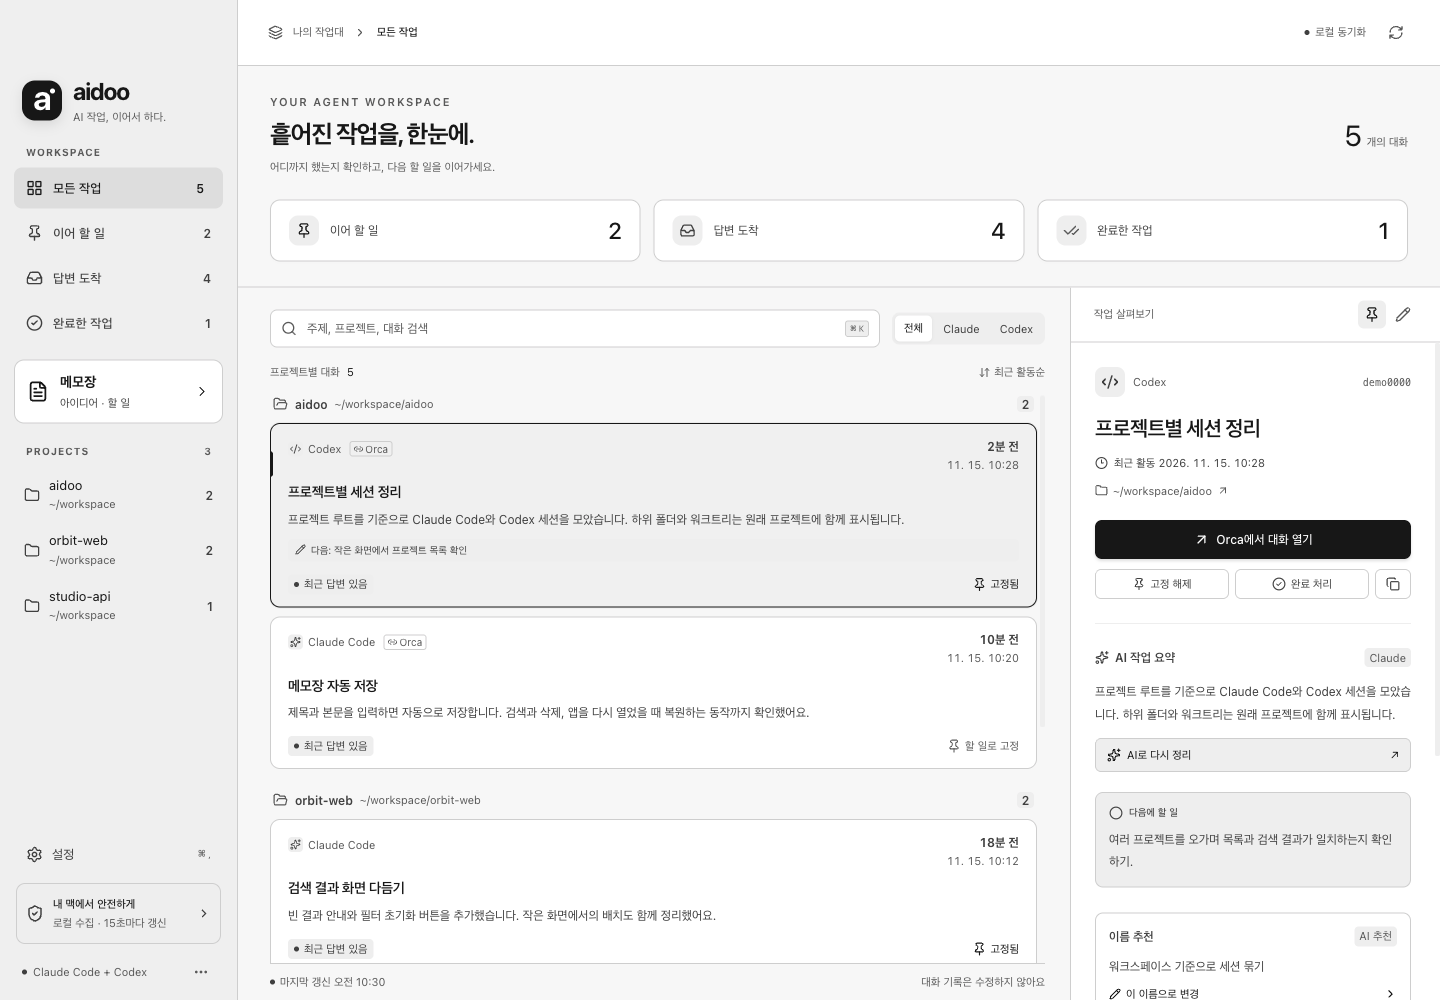 나의 작업대 > 모든 작업
로컬 동기화
a
aidoo
AI 작업, 이어서 하다.
WORKSPACE
모든 작업 5
이어 할 일 2
답변 도착 4
완료한 작업 1
메모장
아이디어 · 할 일
PROJECTS 3
aidoo 2
~/workspace
orbit-web 2
~/workspace
studio-api 1
~/workspace
설정 ⌘ ,
내 맥에서 안전하게
로컬 수집 · 15초마다 갱신
Claude Code + Codex
YOUR AGENT WORKSPACE
흩어진 작업을, 한눈에.
어디까지 했는지 확인하고, 다음 할 일을 이어가세요.
5 개의 대화
이어 할 일 2
답변 도착 4
완료한 작업 1
주제, 프로젝트, 대화 검색 ⌘ K
전체 Claude Codex
프로젝트별 대화 5
최근 활동순
aidoo ~/workspace/aidoo 2
Codex Orca 2분 전
11. 15. 10:28
프로젝트별 세션 정리
프로젝트 루트를 기준으로 Claude Code와 Codex 세션을 모았습니다. 하위 폴더와 워크트리는 원래 프로젝트에 함께 표시됩니다.
다음: 작은 화면에서 프로젝트 목록 확인
최근 답변 있음 고정됨
Claude Code Orca 10분 전
11. 15. 10:20
메모장 자동 저장
제목과 본문을 입력하면 자동으로 저장합니다. 검색과 삭제, 앱을 다시 열었을 때 복원하는 동작까지 확인했어요.
최근 답변 있음 할 일로 고정
orbit-web ~/workspace/orbit-web 2
Claude Code 18분 전
11. 15. 10:12
검색 결과 화면 다듬기
빈 결과 안내와 필터 초기화 버튼을 추가했습니다. 작은 화면에서의 배치도 함께 정리했어요.
최근 답변 있음 고정됨
마지막 갱신 오전 10:30
대화 기록은 수정하지 않아요
작업 살펴보기
Codex demo0000
프로젝트별 세션 정리
최근 활동 2026. 11. 15. 10:28
~/workspace/aidoo
Orca에서 대화 열기
고정 해제 완료 처리
AI 작업 요약 Claude
프로젝트 루트를 기준으로 Claude Code와 Codex 세션을 모았습
니다. 하위 폴더와 워크트리는 원래 프로젝트에 함께 표시됩니다.
AI로 다시 정리
다음에 할 일
여러 프로젝트를 오가며 목록과 검색 결과가 일치하는지 확인
하기.
이름 추천 AI 추천
워크스페이스 기준으로 세션 묶기
이 이름으로 변경